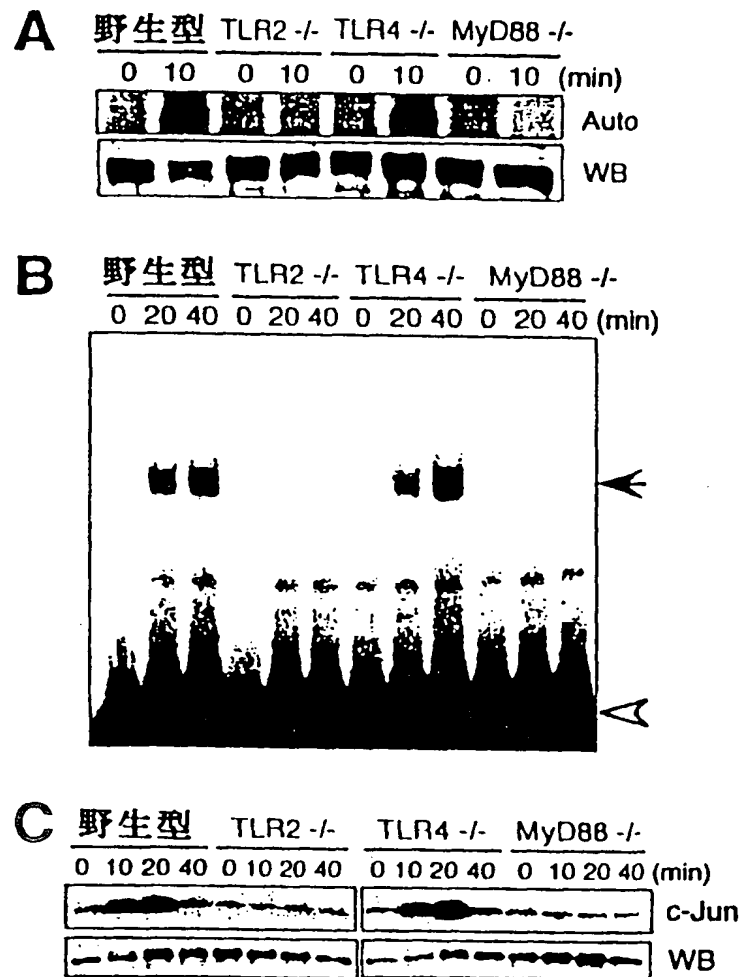 A 野生型 TLR2 -/- TLR4 -/- MyD88 -/-
0 10 0 10 0 10 0 10 (min)
Auto
WB
B 野生型 TLR2 -/- TLR4 -/- MyD88 -/-
0 20 40 0 20 40 0 20 40 0 20 40 (min)
C 野生型 TLR2 -/- TLR4 -/- MyD88 -/-
0 10 20 40 0 10 20 40 0 10 20 40 0 10 20 40 (min)
c-Jun
WB